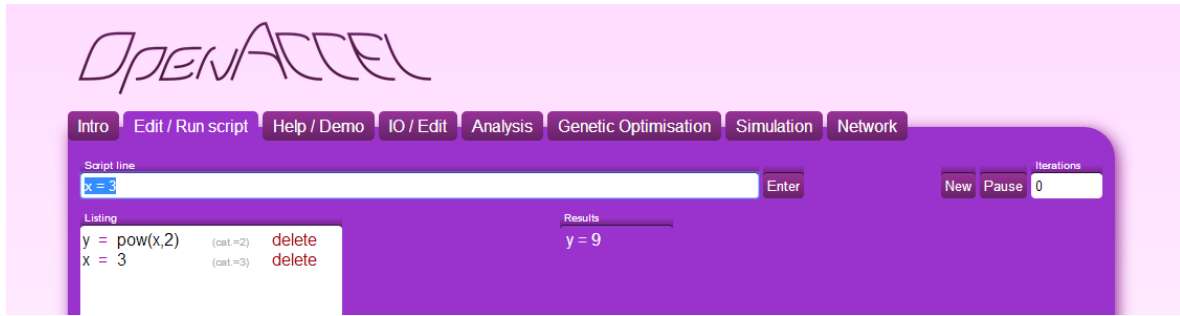 OpenAccel
Intro Edit / Run script Help / Demo IO / Edit Analysis Genetic Optimisation Simulation Network
Script line Iterations
x = 3 Enter New Pause 0
Listing Results
y = pow(x,2) (cat.=2) delete y = 9
x = 3 (cat.=3) delete